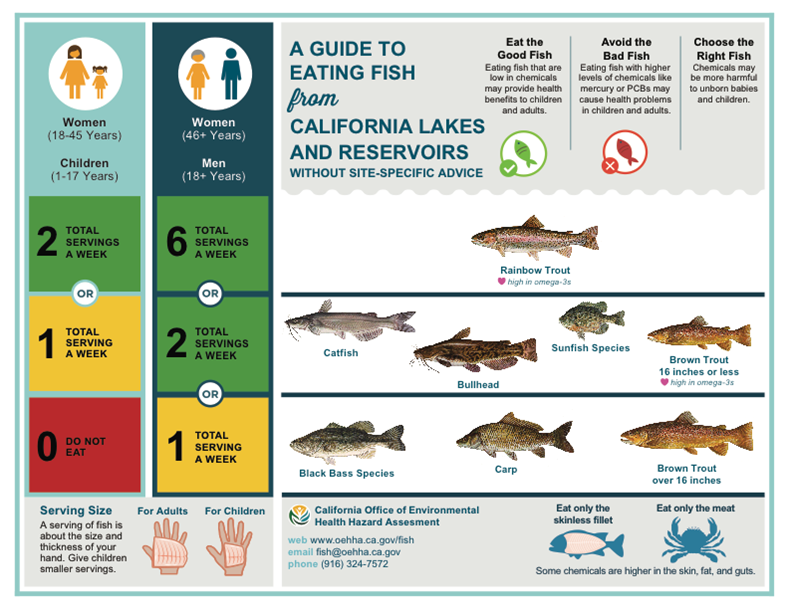 Women
(18-45 Years)
Children
(1-17 Years)
Women
(46+ Years)
Men
(18+ Years)
A GUIDE TO
EATING FISH
from
CALIFORNIA LAKES
AND RESERVOIRS
WITHOUT SITE-SPECIFIC ADVICE
Eat the
Good Fish
Eating fish that are
low in chemicals
may provide health
benefits to children
and adults.
Avoid the
Bad Fish
Eating fish with higher
levels of chemicals like
mercury or PCBs may
cause health problems
in children and adults.
Choose the
Right Fish
Chemicals may
be more harmful
to unborn babies
and children.
2 TOTAL
SERVINGS
A WEEK
OR
1 TOTAL
SERVING
A WEEK
0 DO NOT
EAT
6 TOTAL
SERVINGS
A WEEK
OR
2 TOTAL
SERVINGS
A WEEK
OR
1 TOTAL
SERVING
A WEEK
Rainbow Trout
high in omega-3s
Catfish
Bullhead
Sunfish Species
Brown Trout
16 inches or less
high in omega-3s
Black Bass Species
Carp
Brown Trout
over 16 inches
Serving Size
A serving of fish is
about the size and
thickness of your
hand. Give children
smaller servings.
For Adults
For Children
California Office of Environmental
Health Hazard Assesment
web www.oehha.ca.gov/fish
email fish@oehha.ca.gov
phone (916) 324-7572
Eat only the
skinless fillet
Eat only the meat
Some chemicals are higher in the skin, fat, and guts.